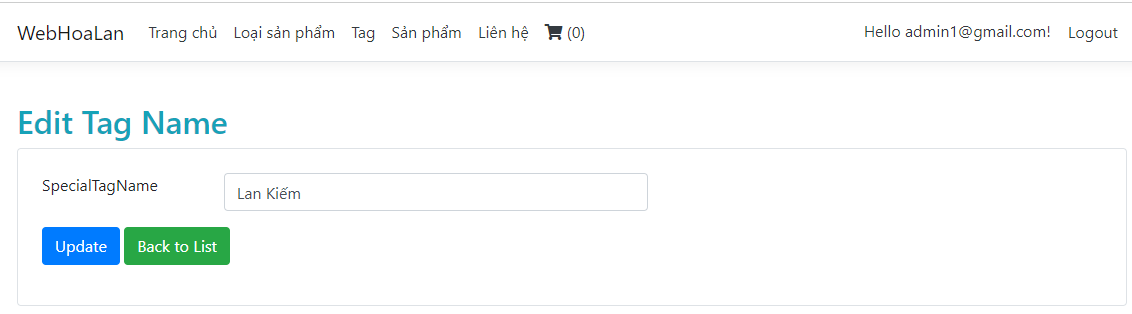 WebHoaLan Trang chủ Loại sản phẩm Tag Sản phẩm Liên hệ (0) Hello admin1@gmail.com! Logout
Edit Tag Name
SpecialTagName Lan Kiếm
Update Back to List